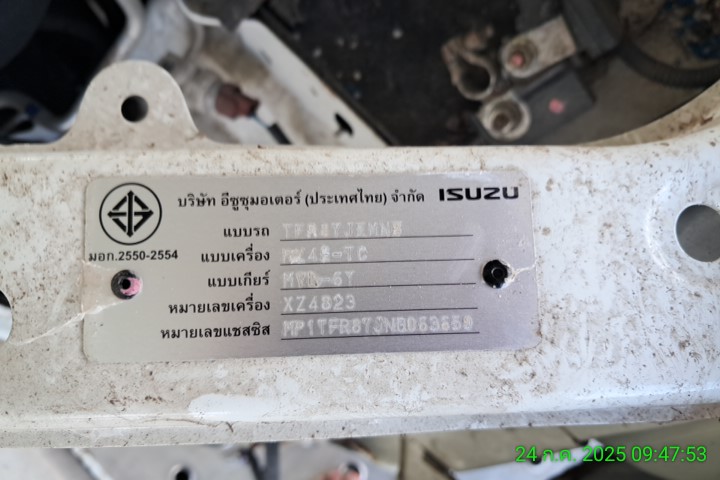 บริษัท อีซูซุมอเตอร์ (ประเทศไทย) จำกัด ISUZU
แบบรถ
มอก.2550-2554 แบบเครื่อง
แบบเกียร์
หมายเลขเครื่อง XZ4823
หมายเลขแชสซิส
24 ก.ค. 2025 09:47:53